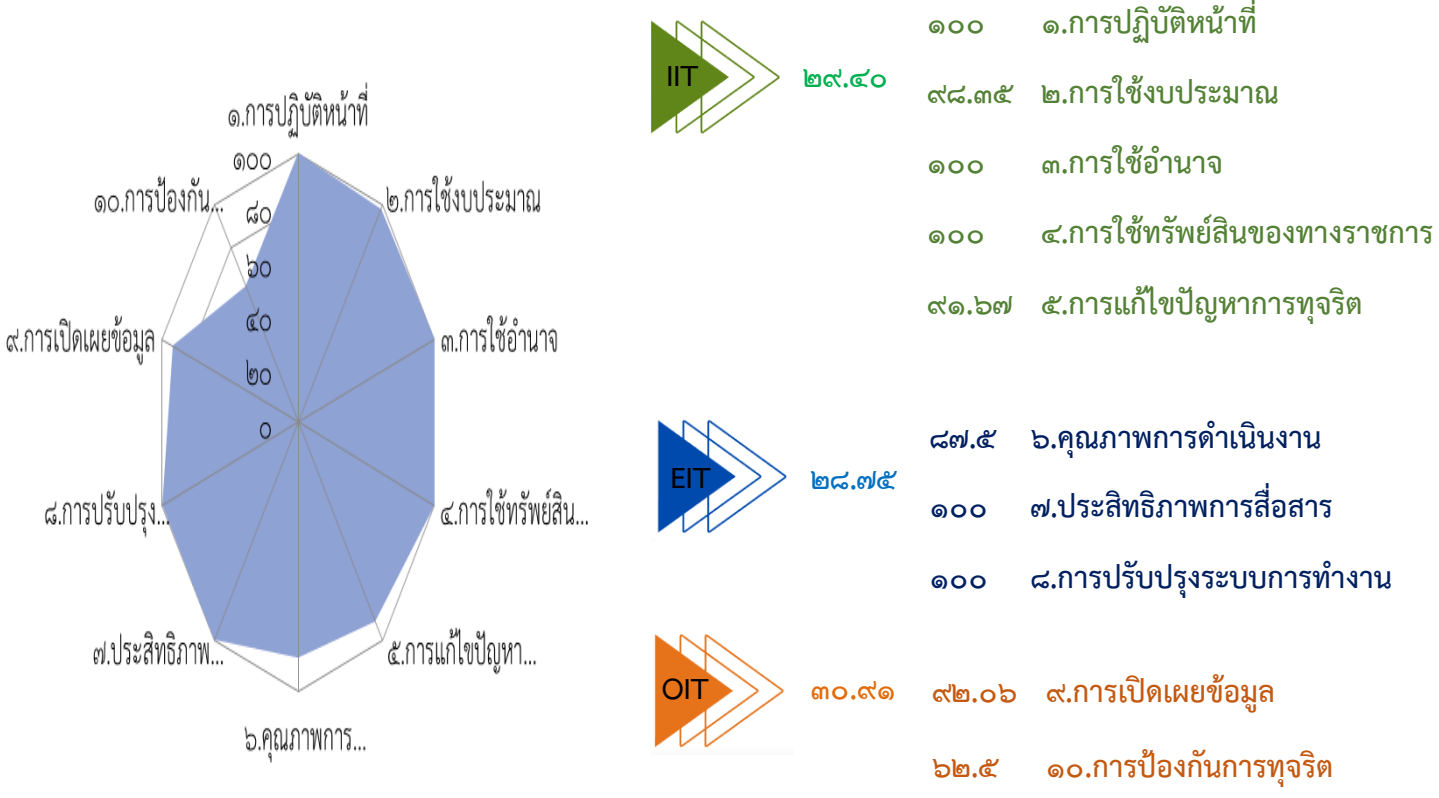 ๑.การปฏิบัติหน้าที่
๒.การใช้งบประมาณ
๓.การใช้อำนาจ
๔.การใช้ทรัพย์สิน...
๕.การแก้ไขปัญหา...
๖.คุณภาพการ...
๗.ประสิทธิภาพ...
๘.การปรับปรุง...
๙.การเปิดเผยข้อมูล
๑๐.การป้องกัน...
๑๐๐
๘๐
๖๐
๔๐
๒๐
๐
IIT ๒๙.๔๐
๑๐๐ ๑.การปฏิบัติหน้าที่
๙๘.๓๕ ๒.การใช้งบประมาณ
๑๐๐ ๓.การใช้อำนาจ
๑๐๐ ๔.การใช้ทรัพย์สินของทางราชการ
๙๑.๖๗ ๕.การแก้ไขปัญหาการทุจริต
EIT ๒๘.๗๕
๘๗.๕ ๖.คุณภาพการดำเนินงาน
๑๐๐ ๗.ประสิทธิภาพการสื่อสาร
๑๐๐ ๘.การปรับปรุงระบบการทำงาน
OIT ๓๐.๙๑
๙๒.๐๖ ๙.การเปิดเผยข้อมูล
๖๒.๕ ๑๐.การป้องกันการทุจริต